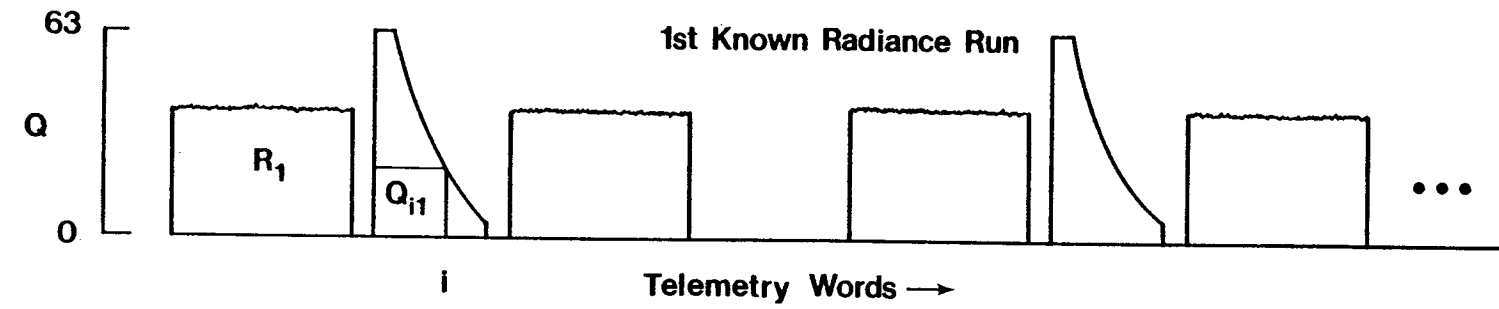 63
1st Known Radiance Run
Q
R1
Qi1
0
i
Telemetry Words →